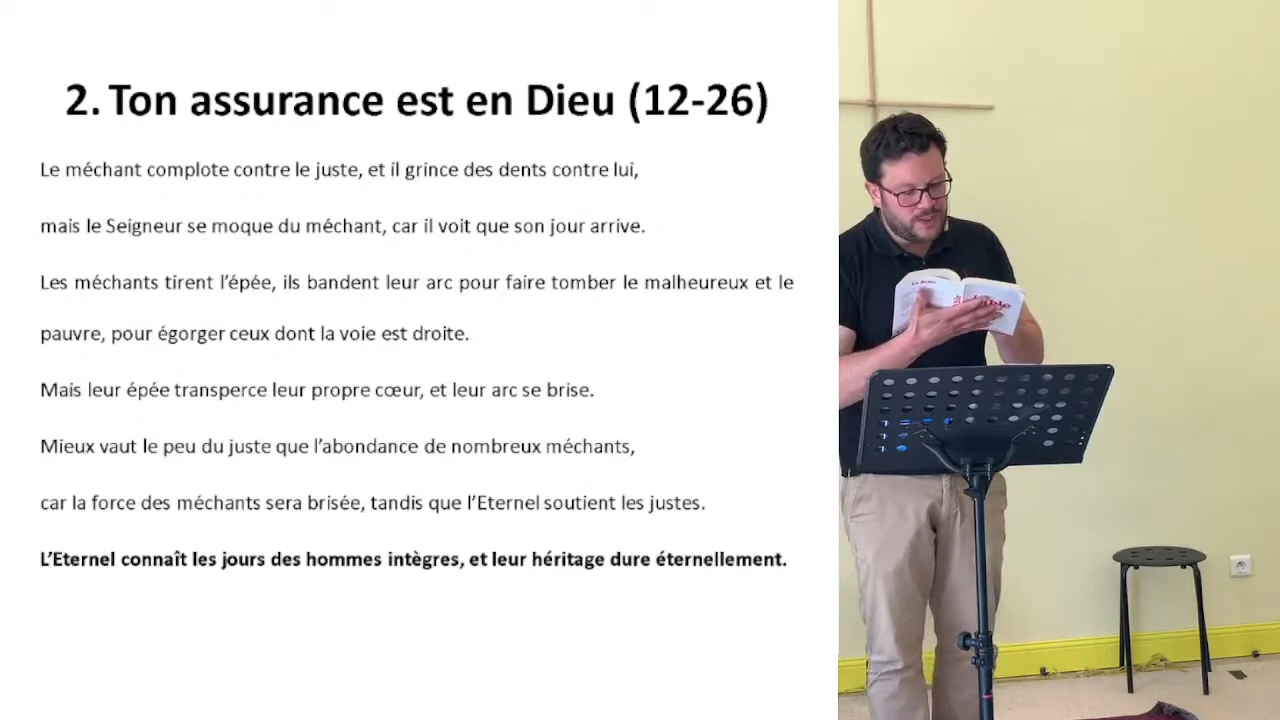 2. Ton assurance est en Dieu (12-26)
Le méchant complote contre le juste, et il grince des dents contre lui,
mais le Seigneur se moque du méchant, car il voit que son jour arrive.
Les méchants tirent l’épée, ils bandent leur arc pour faire tomber le malheureux et le
pauvre, pour égorger ceux dont la voie est droite.
Mais leur épée transperce leur propre cœur, et leur arc se brise.
Mieux vaut le peu du juste que l’abondance de nombreux méchants,
car la force des méchants sera brisée, tandis que l’Eternel soutient les justes.
L’Eternel connaît les jours des hommes intègres, et leur héritage dure éternellement.
La Bible